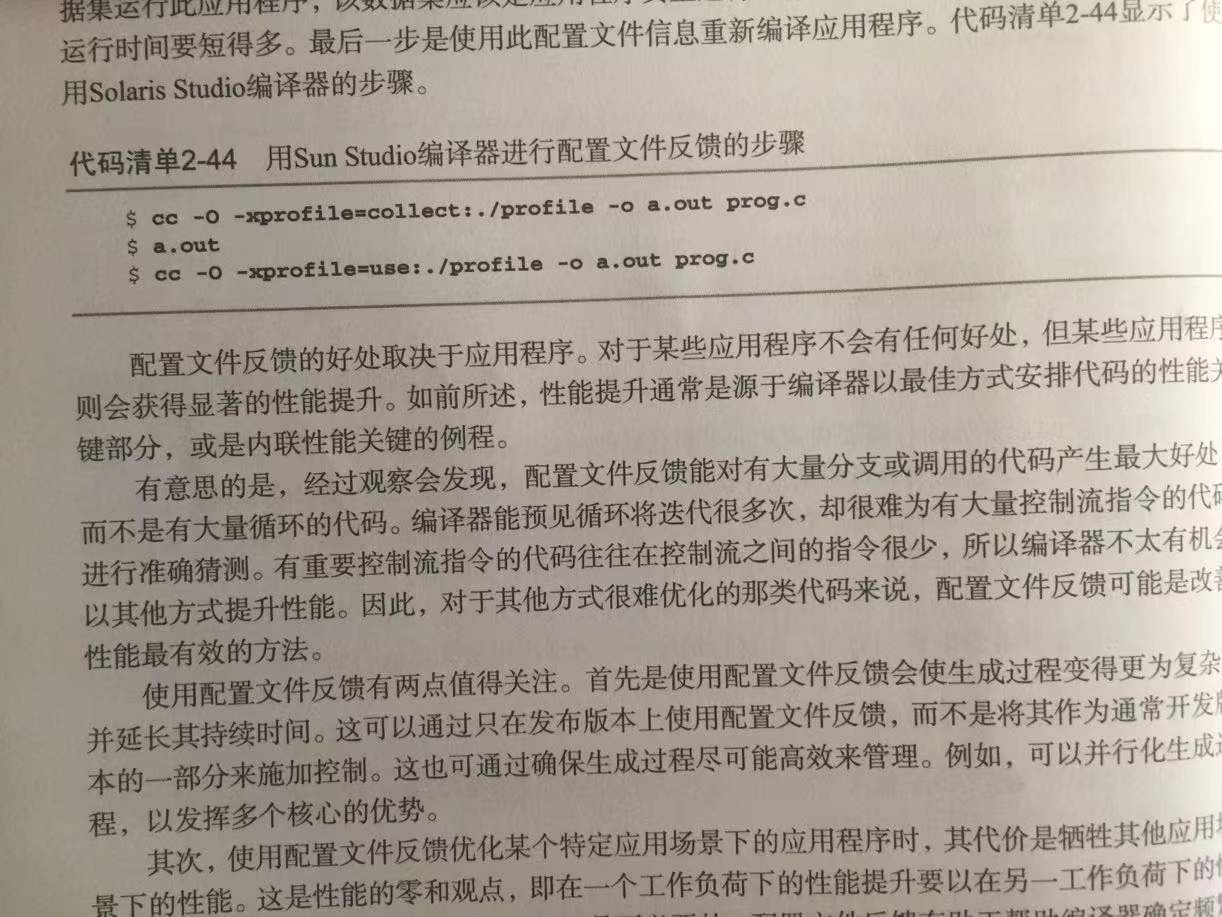 据集运行此应用程序，该数据集应该是应用程序
运行时间要短得多。最后一步是使用此配置文件信息重新编译应用程序。代码清单2-44显示了使
用Solaris Studio编译器的步骤。
代码清单2-44 用Sun Studio编译器进行配置文件反馈的步骤
$ cc -O -xprofile=collect:./profile -o a.out prog.c
$ a.out
$ cc -O -xprofile=use:./profile -o a.out prog.c
配置文件反馈的好处取决于应用程序。对于某些应用程序不会有任何好处，但某些应用程序
则会获得显著的性能提升。如前所述，性能提升通常是源于编译器以最佳方式安排代码的性能关
键部分，或是内联性能关键的例程。
有意思的是，经过观察会发现，配置文件反馈能对有大量分支或调用的代码产生最大好处
而不是有大量循环的代码。编译器能预见循环将迭代很多次，却很难为有大量控制流指令的代码
进行准确猜测。有重要控制流指令的代码往往在控制流之间的指令很少，所以编译器不太有机会
以其他方式提升性能。因此，对于其他方式很难优化的那类代码来说，配置文件反馈可能是改善
性能最有效的方法。
使用配置文件反馈有两点值得关注。首先是使用配置文件反馈会使生成过程变得更为复杂
并延长其持续时间。这可以通过只在发布版本上使用配置文件反馈，而不是将其作为通常开发版
本的一部分来施加控制。这也可通过确保生成过程尽可能高效来管理。例如，可以并行化生成过
程，以发挥多个核心的优势。
其次，使用配置文件反馈优化某个特定应用场景下的应用程序时，其代价是牺牲其他应用场
景下的性能。这是性能的零和观点，即在一个工作负荷下的性能提升要以在另一工作负荷下的性
配置文件反馈有助于帮助编译器确定频